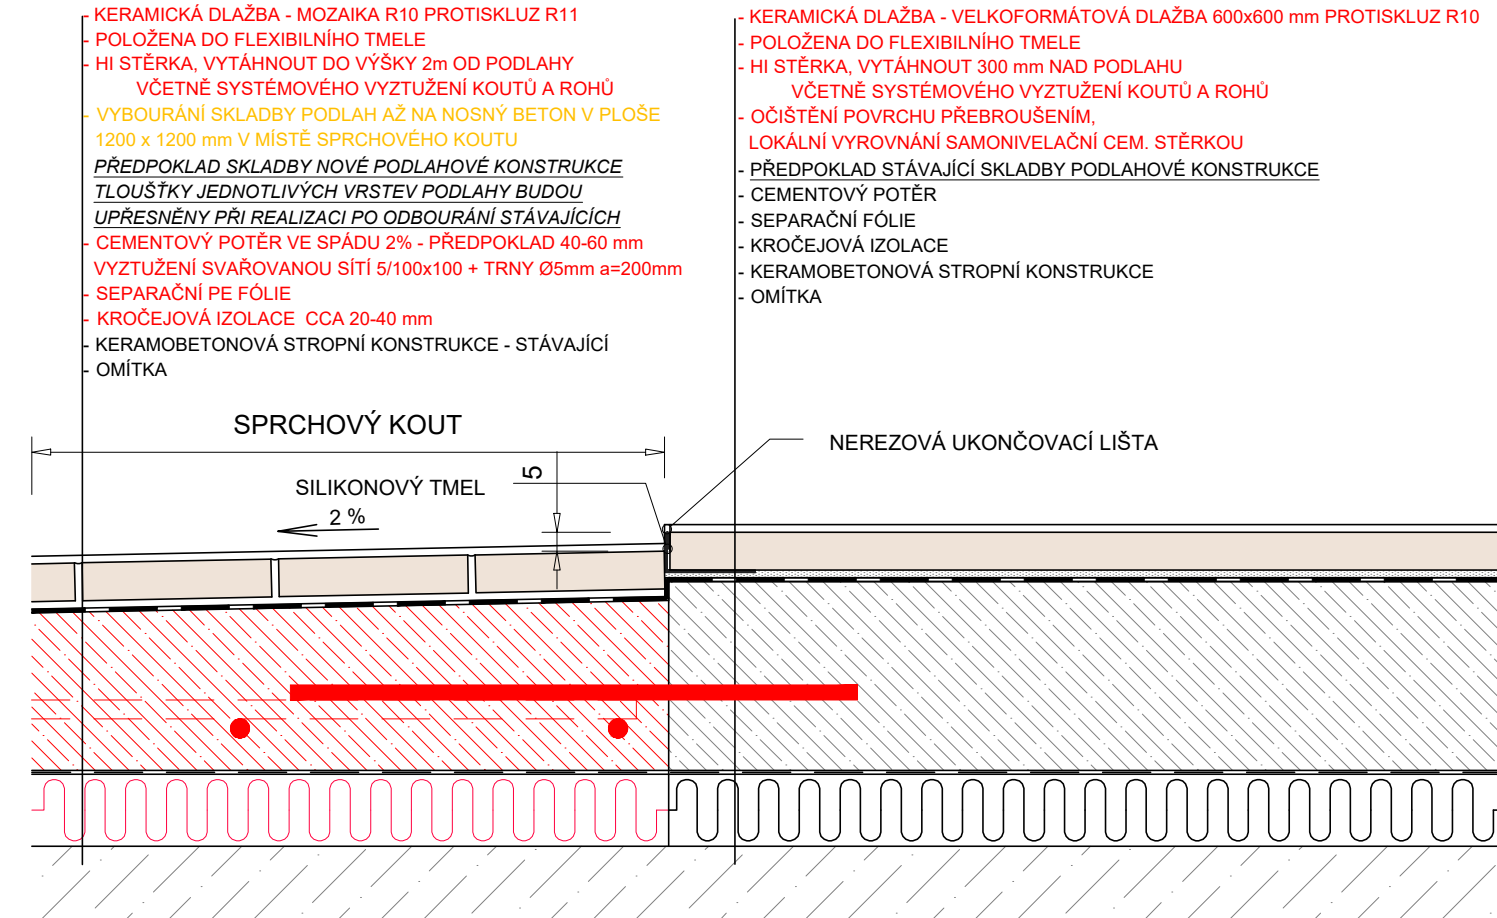 - KERAMICKÁ DLAŽBA - MOZAIKA R10 PROTISKLUZ R11
- POLOŽENA DO FLEXIBILNÍHO TMELE
- HI STĚRKA, VYTÁHNOUT DO VÝŠKY 2m OD PODLAHY
VČETNĚ SYSTÉMOVÉHO VYZTUŽENÍ KOUTŮ A ROHŮ
- VYBOURÁNÍ SKLADBY PODLAH AŽ NA NOSNÝ BETON V PLOŠE
1200 x 1200 mm V MÍSTĚ SPRCHOVÉHO KOUTU
PŘEDPOKLAD SKLADBY NOVÉ PODLAHOVÉ KONSTRUKCE
TLOUŠŤKY JEDNOTLIVÝCH VRSTEV PODLAHY BUDOU
UPŘESNĚNY PŘI REALIZACI PO ODBOURÁNÍ STÁVAJÍCÍCH
- CEMENTOVÝ POTĚR VE SPÁDU 2% - PŘEDPOKLAD 40-60 mm
VYZTUŽENÍ SVAŘOVANOU SÍTÍ 5/100x100 + TRNY Ø5mm a=200mm
- SEPARAČNÍ PE FÓLIE
- KROČEJOVÁ IZOLACE CCA 20-40 mm
- KERAMOBETONOVÁ STROPNÍ KONSTRUKCE - STÁVAJÍCÍ
- OMÍTKA
- KERAMICKÁ DLAŽBA - VELKOFORMÁTOVÁ DLAŽBA 600x600 mm PROTISKLUZ R10
- POLOŽENA DO FLEXIBILNÍHO TMELE
- HI STĚRKA, VYTÁHNOUT 300 mm NAD PODLAHU
VČETNĚ SYSTÉMOVÉHO VYZTUŽENÍ KOUTŮ A ROHŮ
- OČIŠTĚNÍ POVRCHU PŘEBROUŠENÍM,
LOKÁLNÍ VYROVNÁNÍ SAMONIVELAČNÍ CEM. STĚRKOU
- PŘEDPOKLAD STÁVAJÍCÍ SKLADBY PODLAHOVÉ KONSTRUKCE
- CEMENTOVÝ POTĚR
- SEPARAČNÍ FÓLIE
- KROČEJOVÁ IZOLACE
- KERAMOBETONOVÁ STROPNÍ KONSTRUKCE
- OMÍTKA
SPRCHOVÝ KOUT
NEREZOVÁ UKONČOVACÍ LIŠTA
SILIKONOVÝ TMEL
5
2 %